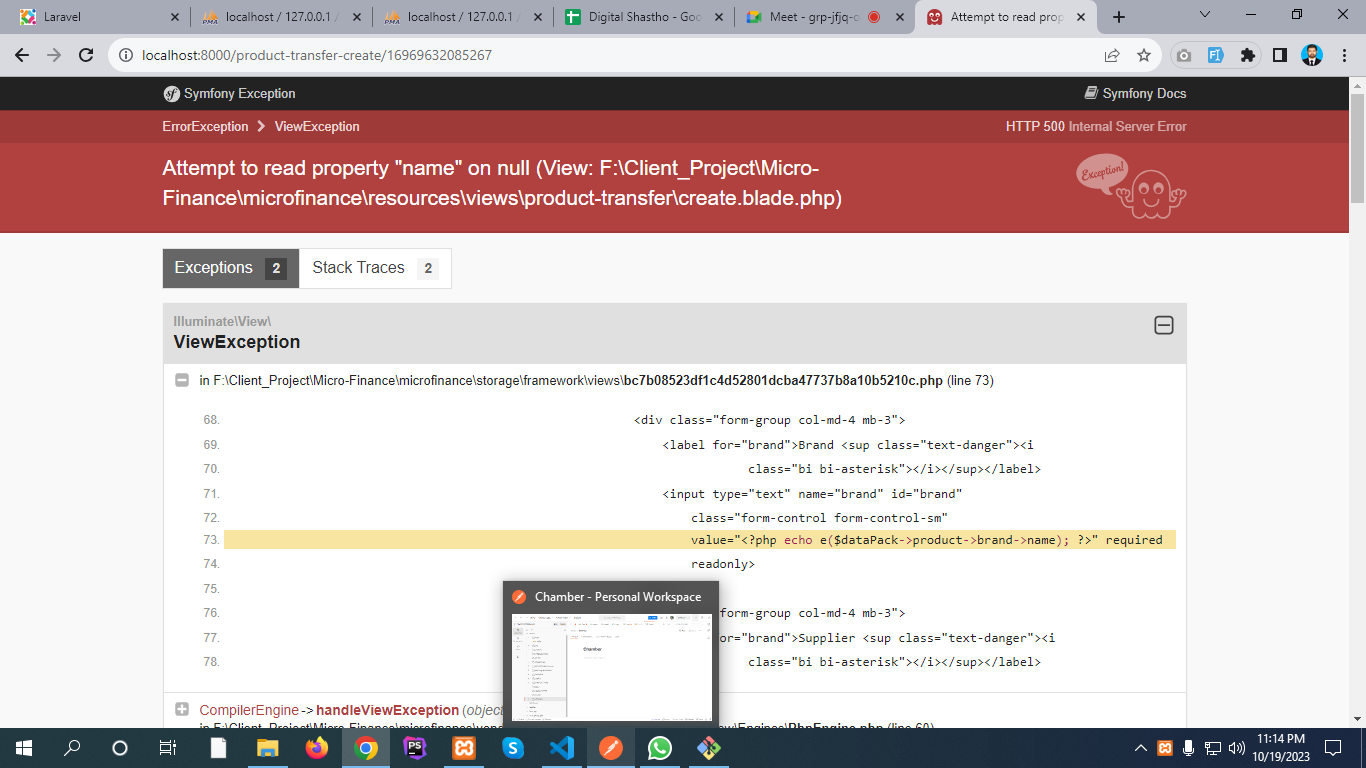 Laravel
localhost / 127.0.0.1 /
localhost / 127.0.0.1 /
Digital Shastho - Goo
Meet - grp-jfjq-
Attempt to read prop
localhost:8000/product-transfer-create/16969632085267
Symfony Exception
Symfony Docs
ErrorException
ViewException
HTTP 500 Internal Server Error
Attempt to read property "name" on null (View: F:\Client_Project\Micro-
Finance\microfinance\resources\views\product-transfer\create.blade.php)
Exception!
Exceptions 2
Stack Traces 2
Illuminate\View\
ViewException
in F:\Client_Project\Micro-Finance\microfinance\storage\framework\views\bc7b08523df1c4d52801dcba47737b8a10b5210c.php (line 73)
68. <div class="form-group col-md-4 mb-3">
69. <label for="brand">Brand <sup class="text-danger"><i
70. class="bi bi-asterisk"></i></sup></label>
71. <input type="text" name="brand" id="brand"
72. class="form-control form-control-sm"
73. value="<?php echo e($dataPack->product->brand->name); ?>" required
74. readonly>
75.
76. form-group col-md-4 mb-3">
77. or="brand">Supplier <sup class="text-danger"><i
78. class="bi bi-asterisk"></i></sup></label>
Chamber - Personal Workspace
Chamber
CompilerEngine->handleViewException(object
in F:\Client_Project\Micro-Finance\microfinance\
\Engines\PhpEngine.php (line 60)
11:14 PM
10/19/2023